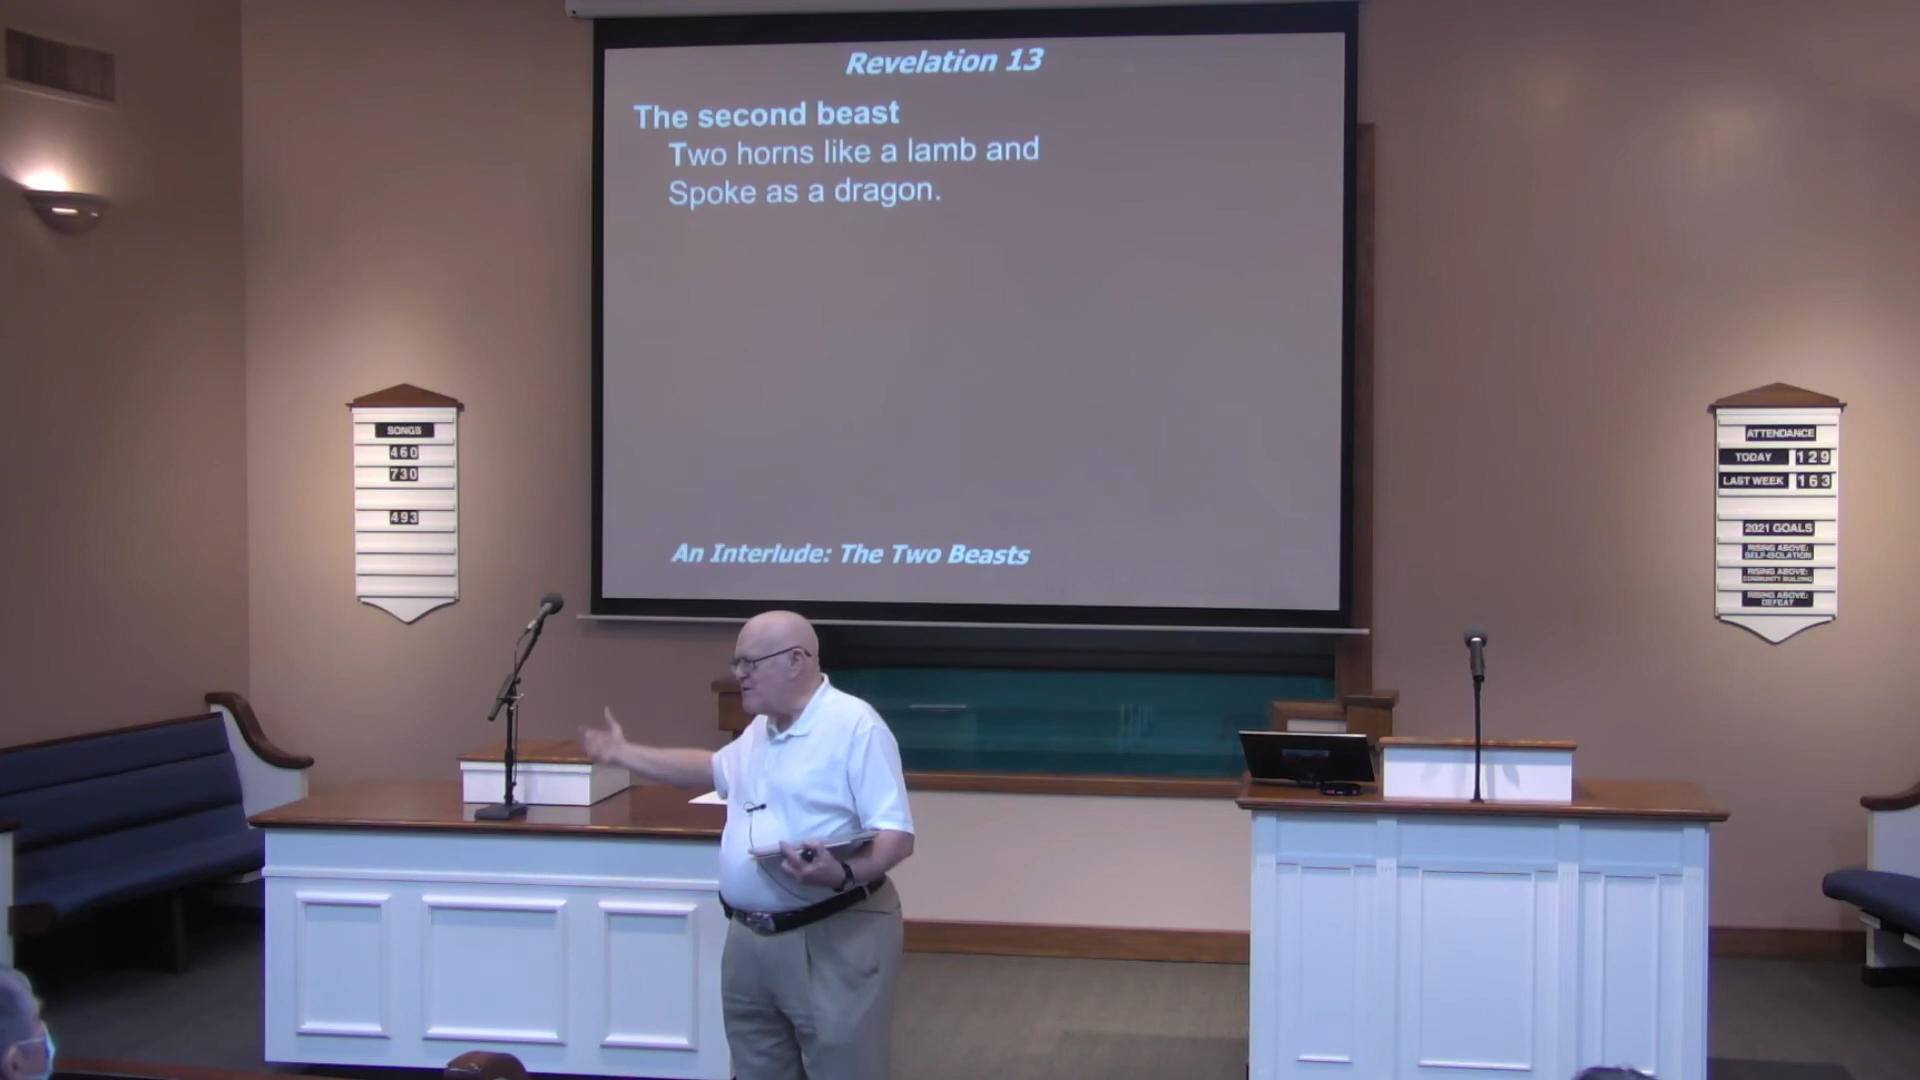 Revelation 13
The second beast
Two horns like a lamb and
Spoke as a dragon.
An Interlude: The Two Beasts
SONGS
460
730
493
ATTENDANCE
TODAY 129
LAST WEEK 163
2021 GOALS
RISING ABOVE:
SELF-ISOLATION
RISING ABOVE:
COMMUNITY BUILDING
RISING ABOVE:
DEFEAT